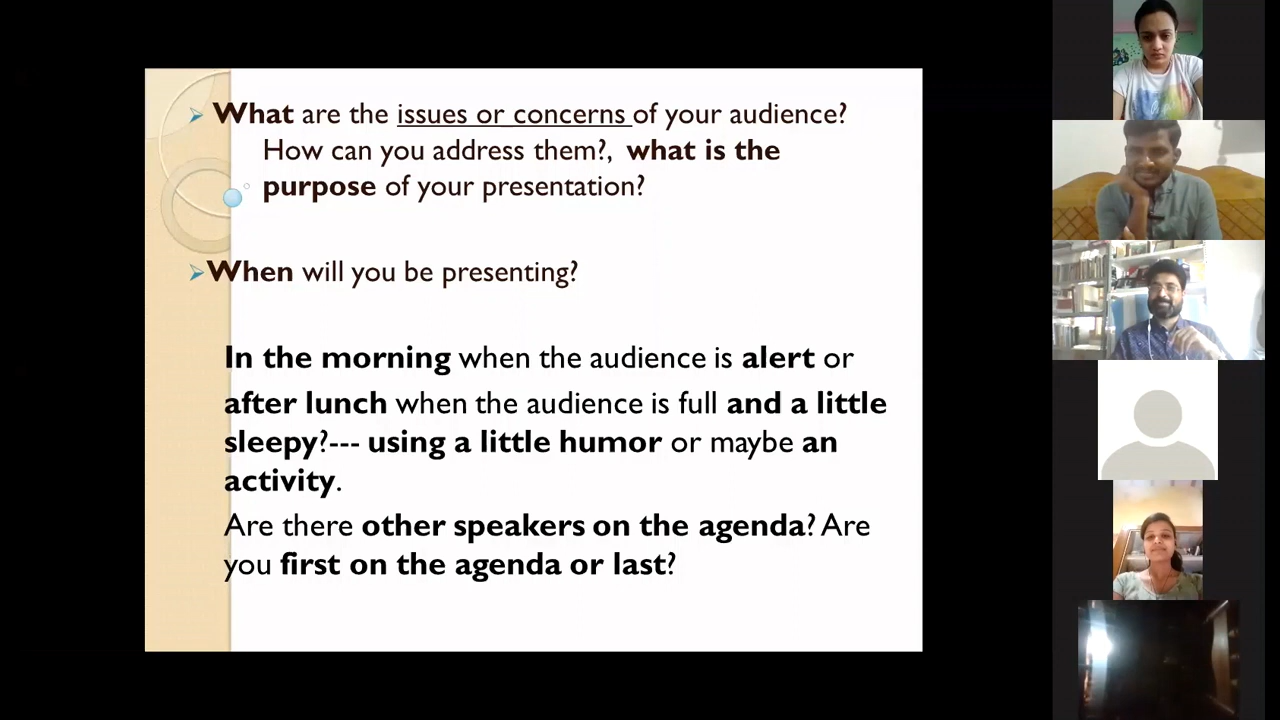 What are the issues or concerns of your audience?
How can you address them?, what is the
purpose of your presentation?
When will you be presenting?
In the morning when the audience is alert or
after lunch when the audience is full and a little
sleepy?--- using a little humor or maybe an
activity.
Are there other speakers on the agenda? Are
you first on the agenda or last?